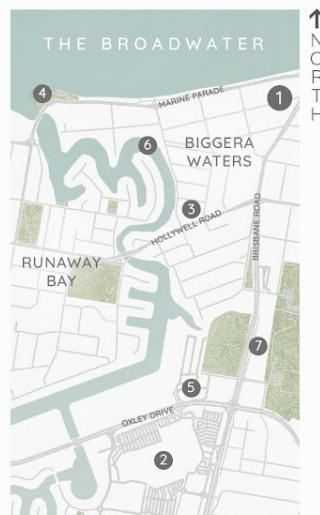 THE BROADWATER
↑
N
O
R
T
H
4
MARINE PARADE
1
6
BIGGERA
WATERS
3
HOLLYWELL ROAD
BRISBANE ROAD
RUNAWAY
BAY
7
5
OXLEY DRIVE
2